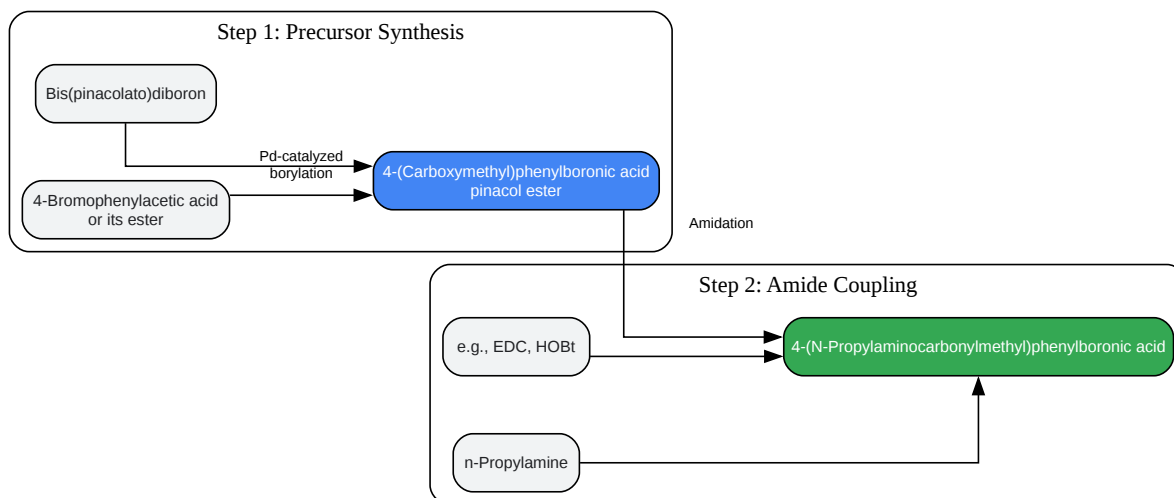 Step 1: Precursor Synthesis
Bis(pinacolato)diboron
Pd-catalyzed
borylation
4-(Carboxymethyl)phenylboronic acid
pinacol ester
4-Bromophenylacetic acid
or its ester
Amidation
Step 2: Amide Coupling
e.g., EDC, HOBt
4-(N-Propylaminocarbonylmethyl)phenylboronic acid
n-Propylamine